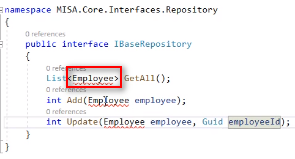 namespace MISA.Core.Interfaces.Repository
{
0 references
public interface IBaseRepository
{
0 references
List<Employee> GetAll();
0 references
int Add(Employee employee);
0 references
int Update(Employee employee, Guid employeeId);
}
}